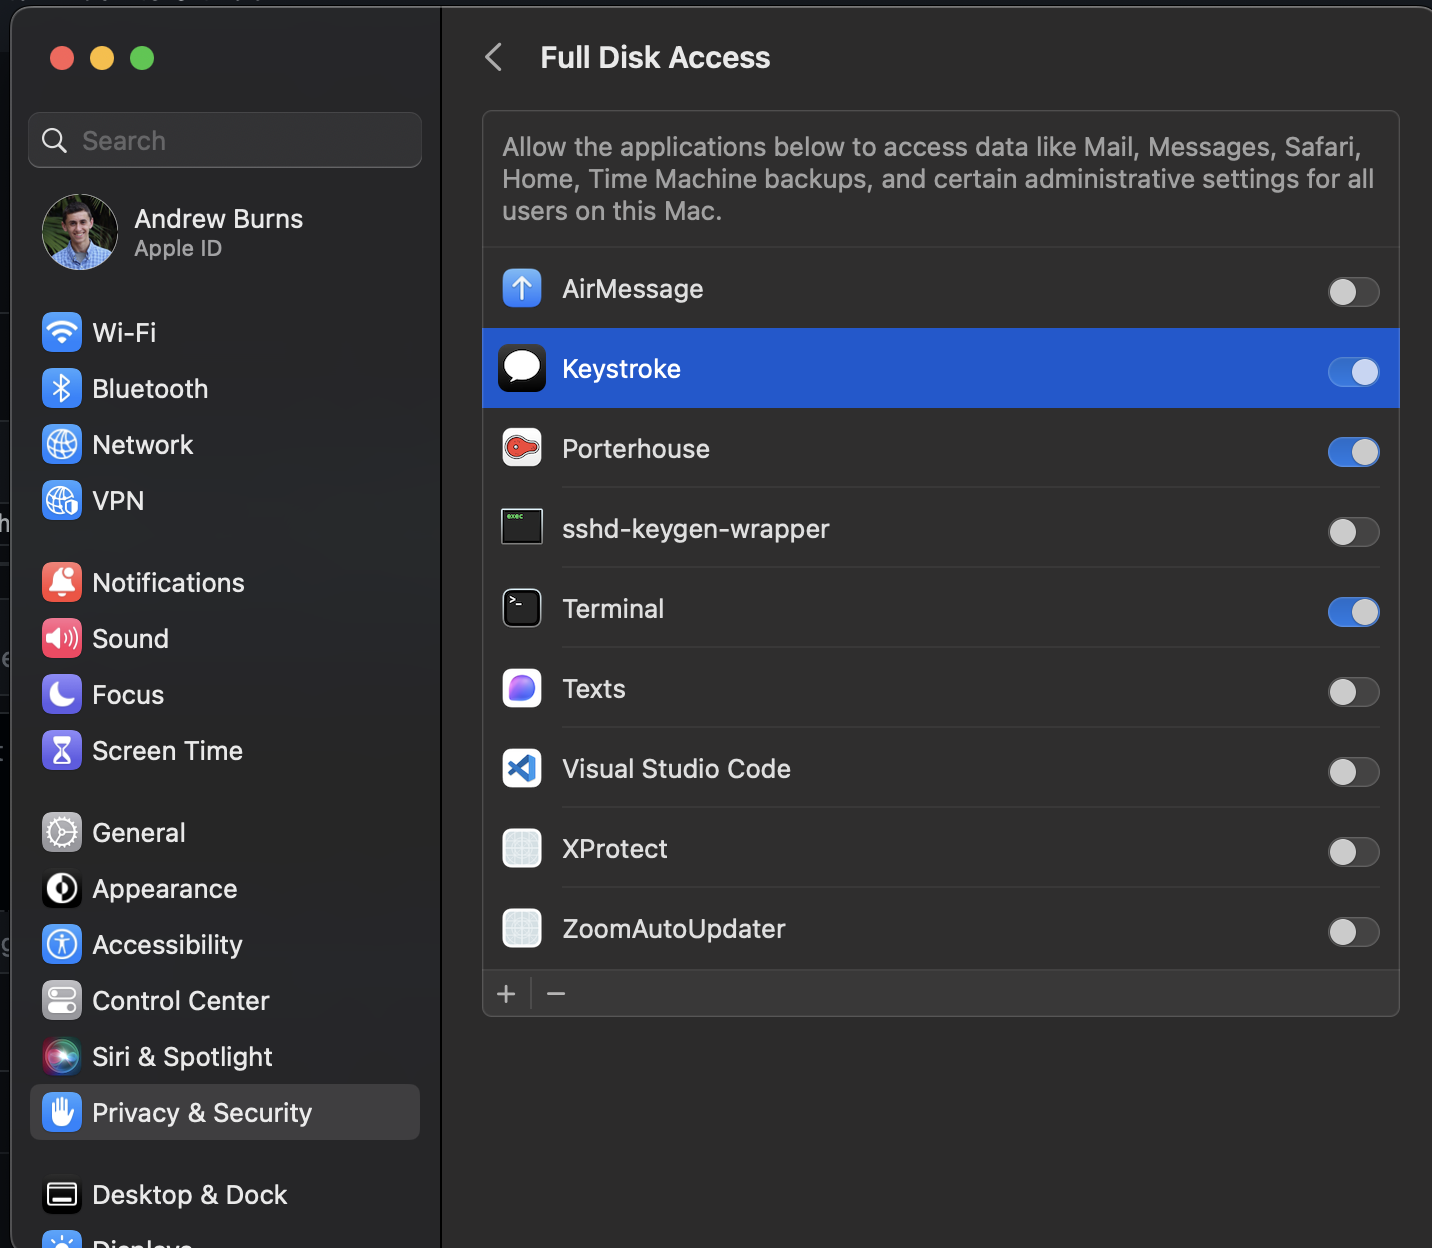 Full Disk Access
Search
Andrew Burns
Apple ID
Wi-Fi
Bluetooth
Network
VPN
Notifications
Sound
Focus
Screen Time
General
Appearance
Accessibility
Control Center
Siri & Spotlight
Privacy & Security
Desktop & Dock
Displays
Allow the applications below to access data like Mail, Messages, Safari,
Home, Time Machine backups, and certain administrative settings for all
users on this Mac.
AirMessage
Keystroke
Porterhouse
exec
sshd-keygen-wrapper
Terminal
Texts
Visual Studio Code
XProtect
ZoomAutoUpdater